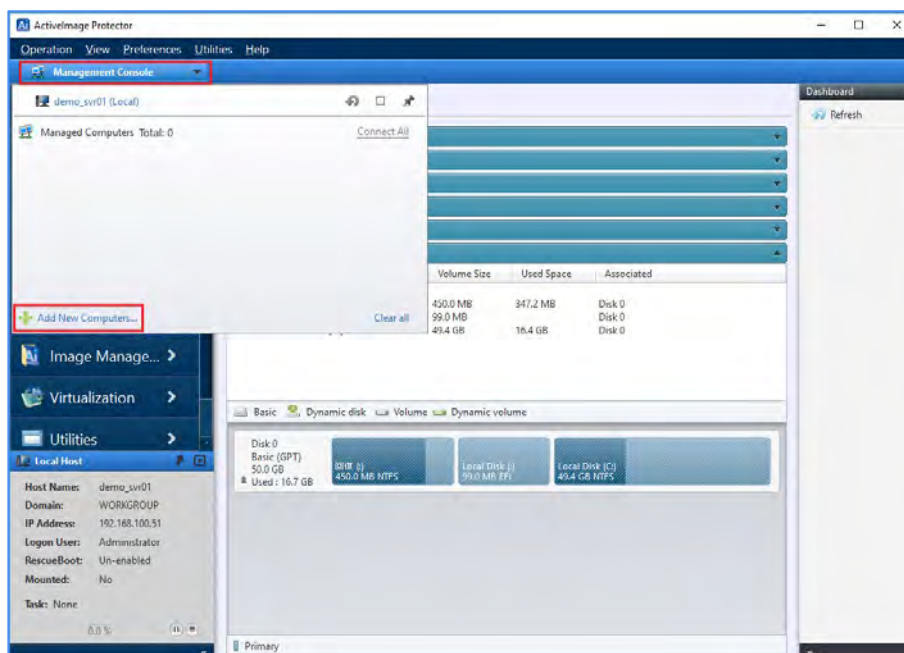 ActiveImage Protector
Operation View Preferences Utilities Help
Management Console
demo_svr01 (Local)
Managed Computers Total: 0
Connect All
Add New Computers...
Clear all
Dashboard
Refresh
Volume Size Used Space Associated
450.0 MB 347.2 MB Disk 0
99.0 MB Disk 0
49.4 GB 16.4 GB Disk 0
Image Manage...
Virtualization
Utilities
Basic Dynamic disk Volume Dynamic volume
Disk 0
Basic (GPT)
50.0 GB
Used : 16.7 GB
回復 (:)
450.0 MB NTFS
Local Disk (:)
99.0 MB EFI
Local Disk (C:)
49.4 GB NTFS
Local Host
Host Name: demo_svr01
Domain: WORKGROUP
IP Address: 192.168.100.51
Logon User: Administrator
RescueBoot: Un-enabled
Mounted: No
Task: None
0.0 %
Primary